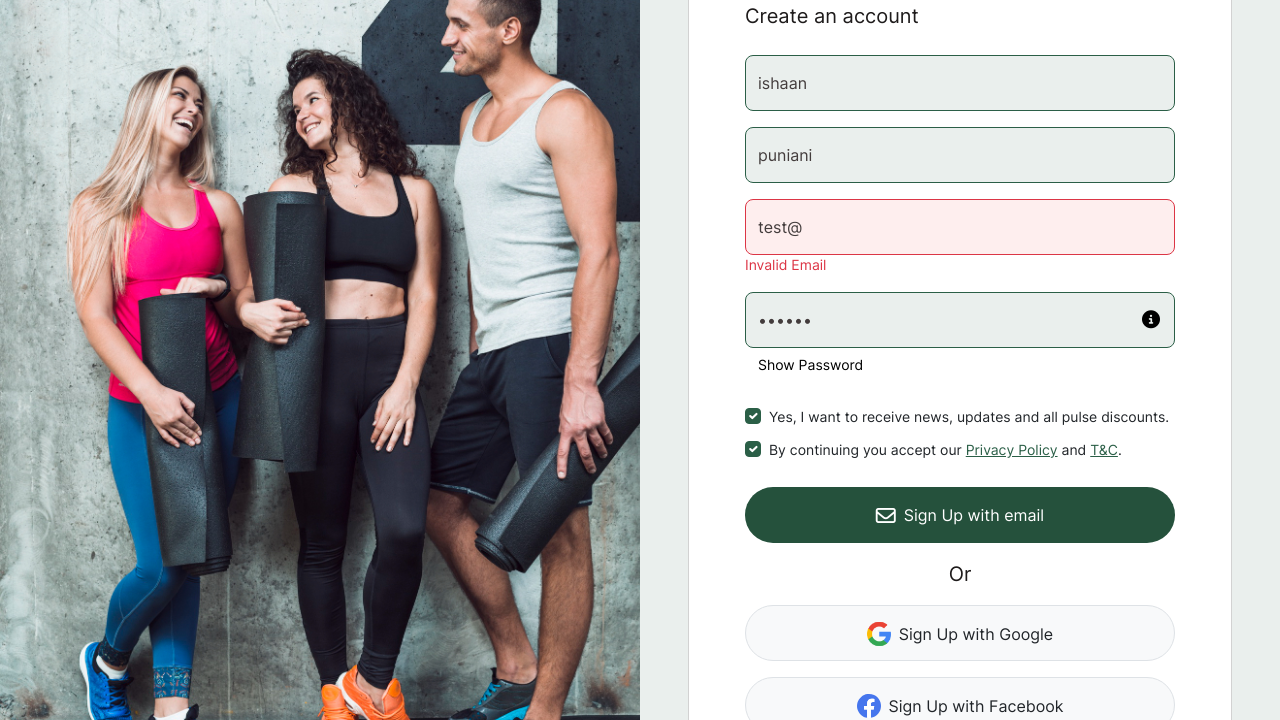 Create an account
ishaan
puniani
test@
Invalid Email
••••••
Show Password
Yes, I want to receive news, updates and all pulse discounts.
By continuing you accept our Privacy Policy and T&C.
Sign Up with email
Or
Sign Up with Google
Sign Up with Facebook